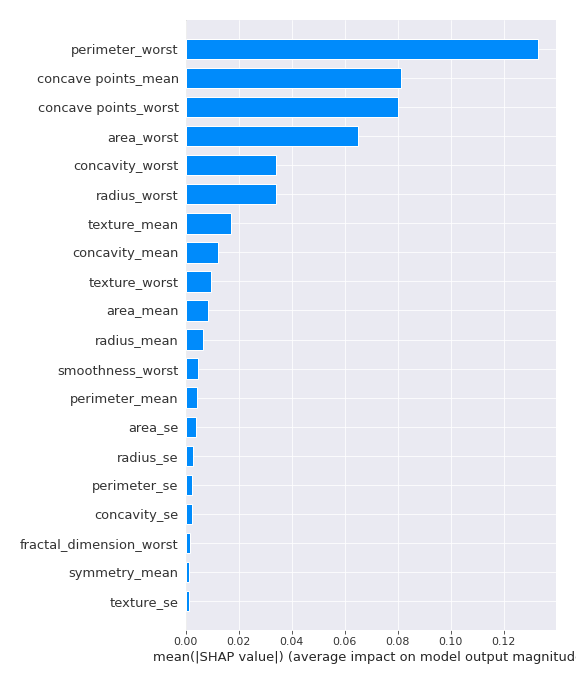 perimeter_worst
concave points_mean
concave points_worst
area_worst
concavity_worst
radius_worst
texture_mean
concavity_mean
texture_worst
area_mean
radius_mean
smoothness_worst
perimeter_mean
area_se
radius_se
perimeter_se
concavity_se
fractal_dimension_worst
symmetry_mean
texture_se
0.00 0.02 0.04 0.06 0.08 0.10 0.12
mean(|SHAP value|) (average impact on model output magnitud